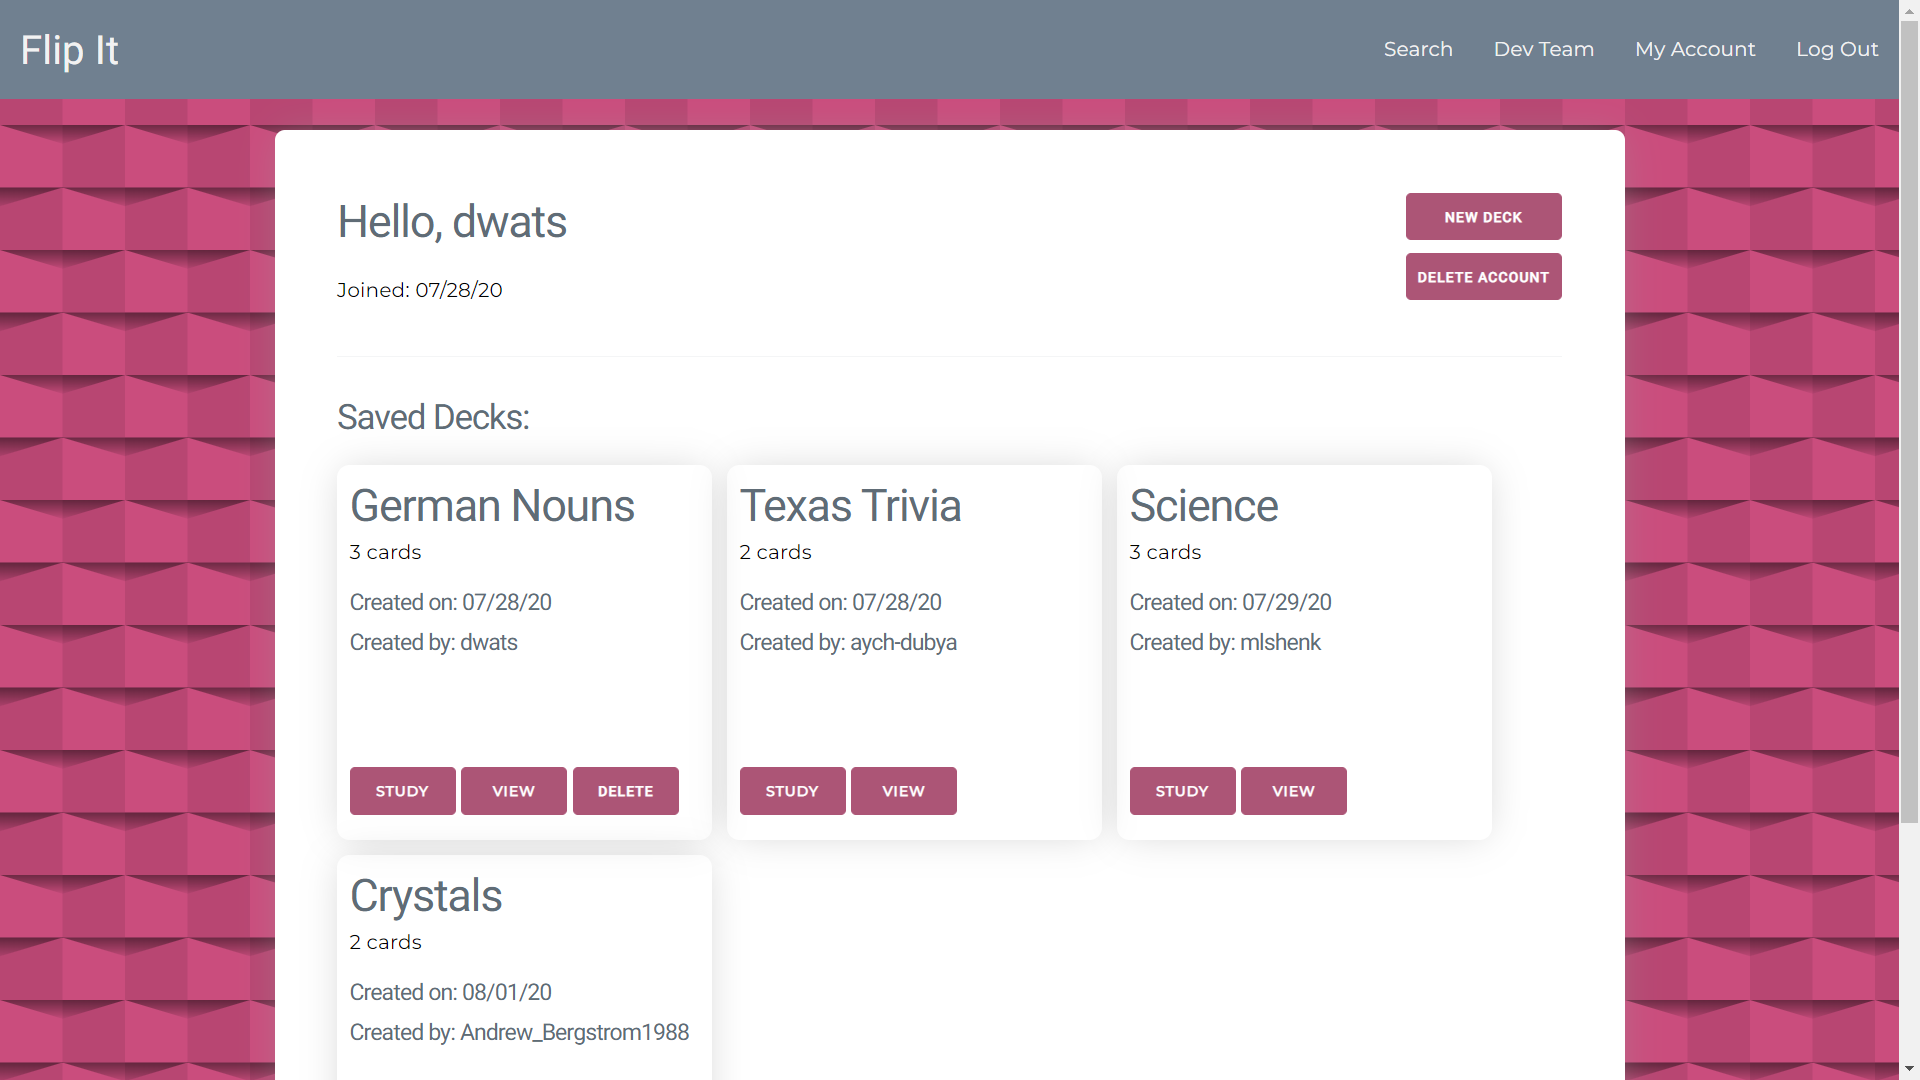 Flip It
Search
Dev Team
My Account
Log Out
Hello, dwats
NEW DECK
DELETE ACCOUNT
Joined: 07/28/20
Saved Decks:
German Nouns
3 cards
Created on: 07/28/20
Created by: dwats
STUDY
VIEW
DELETE
Texas Trivia
2 cards
Created on: 07/28/20
Created by: aych-dubya
STUDY
VIEW
Science
3 cards
Created on: 07/29/20
Created by: mlshenk
STUDY
VIEW
Crystals
2 cards
Created on: 08/01/20
Created by: Andrew_Bergstrom1988